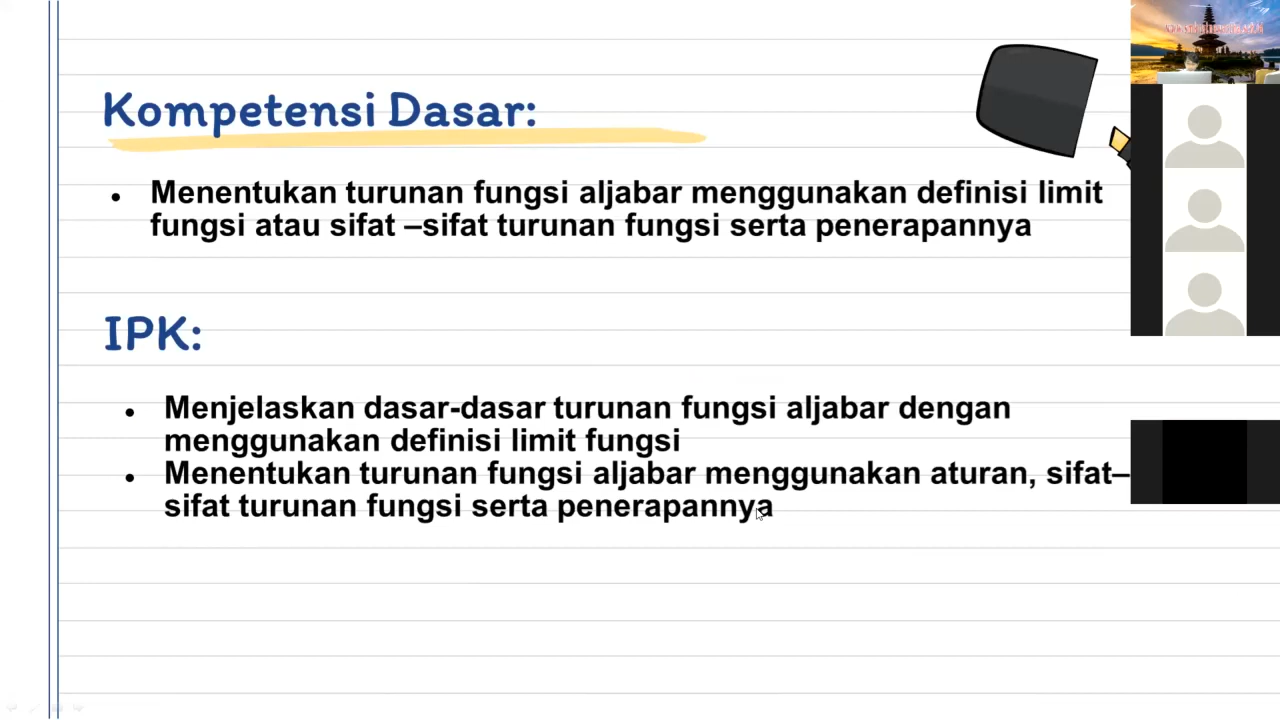 Kompetensi Dasar:
• Menentukan turunan fungsi aljabar menggunakan definisi limit
fungsi atau sifat –sifat turunan fungsi serta penerapannya
IPK:
• Menjelaskan dasar-dasar turunan fungsi aljabar dengan
menggunakan definisi limit fungsi
• Menentukan turunan fungsi aljabar menggunakan aturan, sifat–
sifat turunan fungsi serta penerapannya